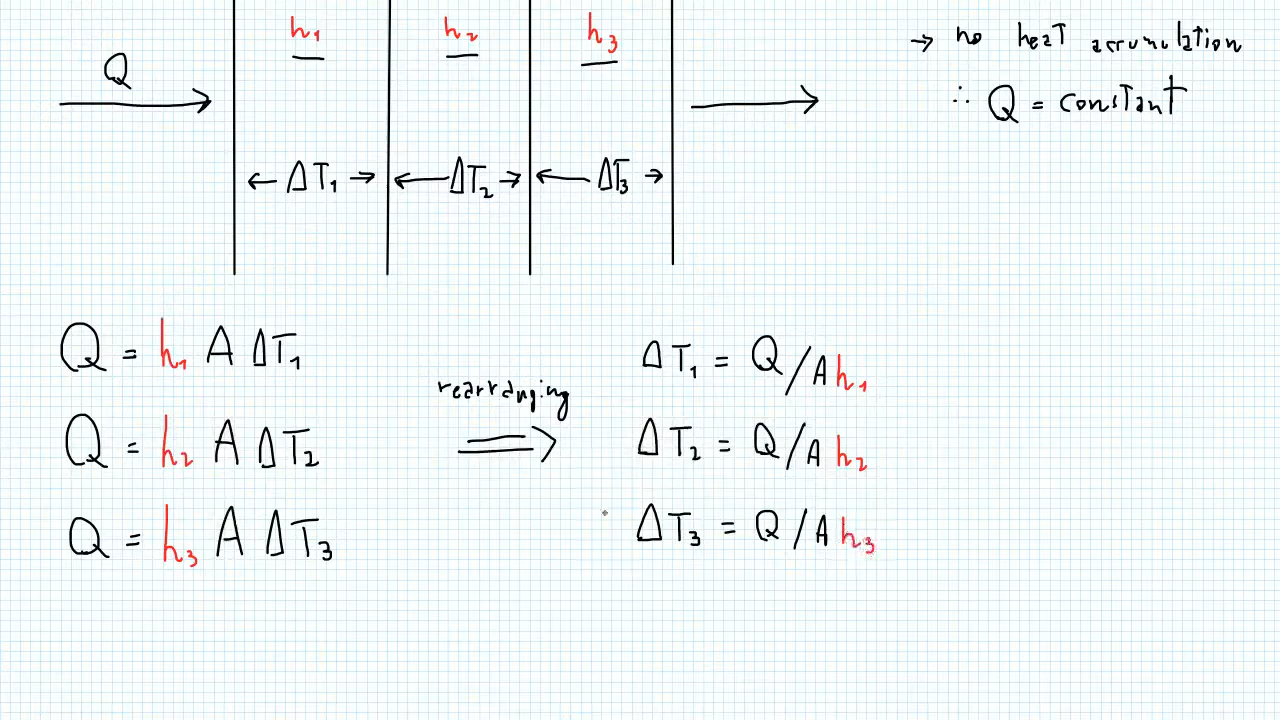 h₁ h₂ h₃
→ no heat accumulation
Q
∴ Q = constant
← ΔT₁ → ← ΔT₂ → ← ΔT₃ →
Q = h₁ A ΔT₁
Q = h₂ A ΔT₂
Q = h₃ A ΔT₃
rearranging
⇒
ΔT₁ = Q/A h₁
ΔT₂ = Q/A h₂
ΔT₃ = Q/A h₃